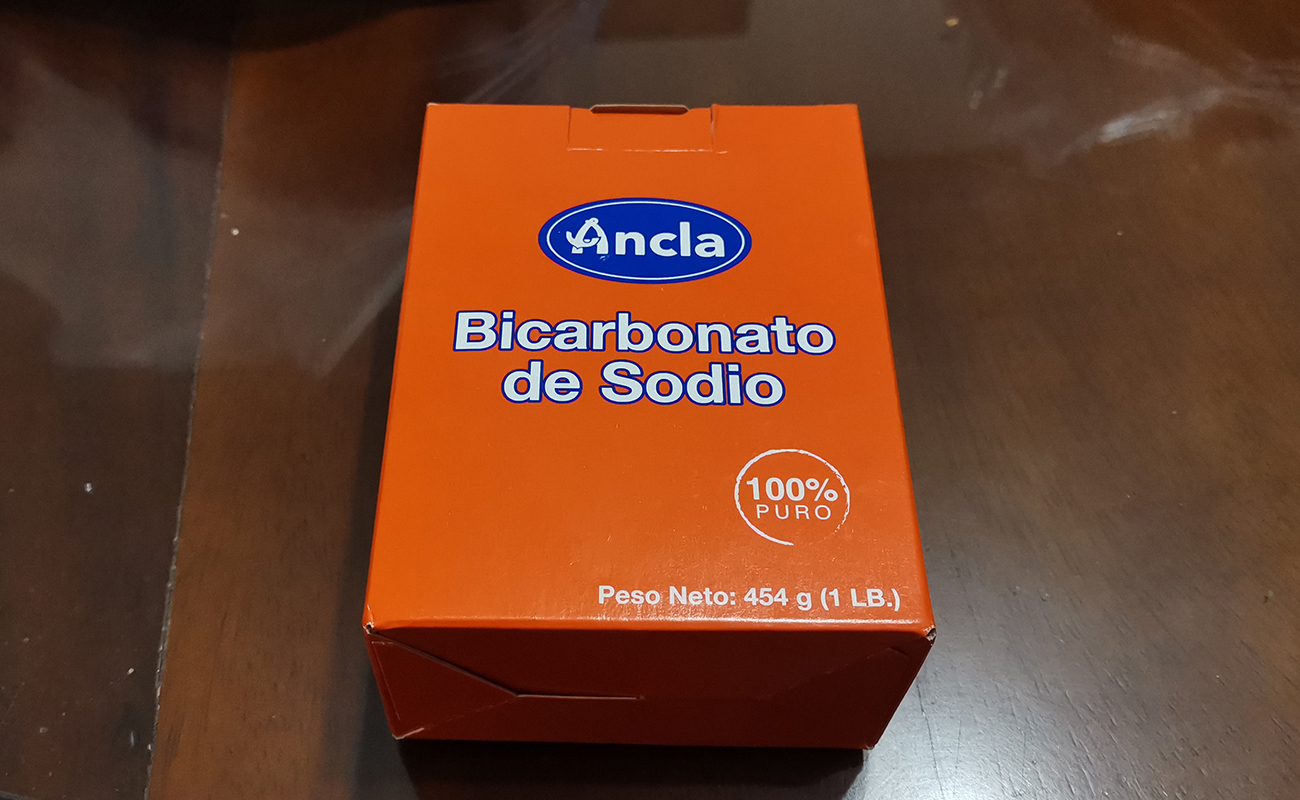 Ancla
Bicarbonato
de Sodio
100%
PURO
Peso Neto: 454 g (1 LB.)